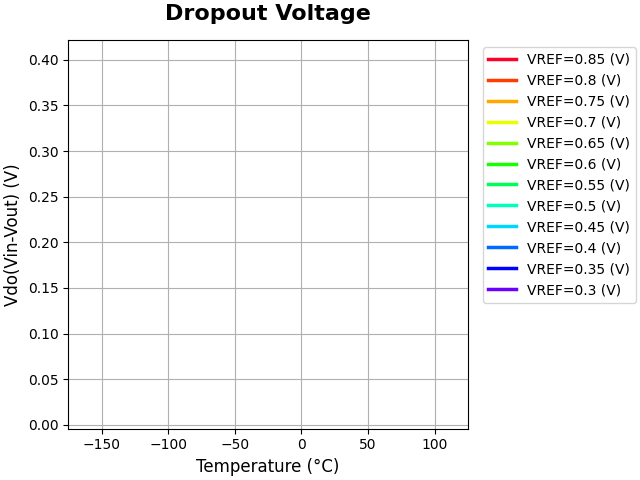 Dropout Voltage
Vdo(Vin-Vout) (V)
0.40
0.35
0.30
0.25
0.20
0.15
0.10
0.05
0.00
−150
−100
−50
0
50
100
Temperature (°C)
VREF=0.85 (V)
VREF=0.8 (V)
VREF=0.75 (V)
VREF=0.7 (V)
VREF=0.65 (V)
VREF=0.6 (V)
VREF=0.55 (V)
VREF=0.5 (V)
VREF=0.45 (V)
VREF=0.4 (V)
VREF=0.35 (V)
VREF=0.3 (V)